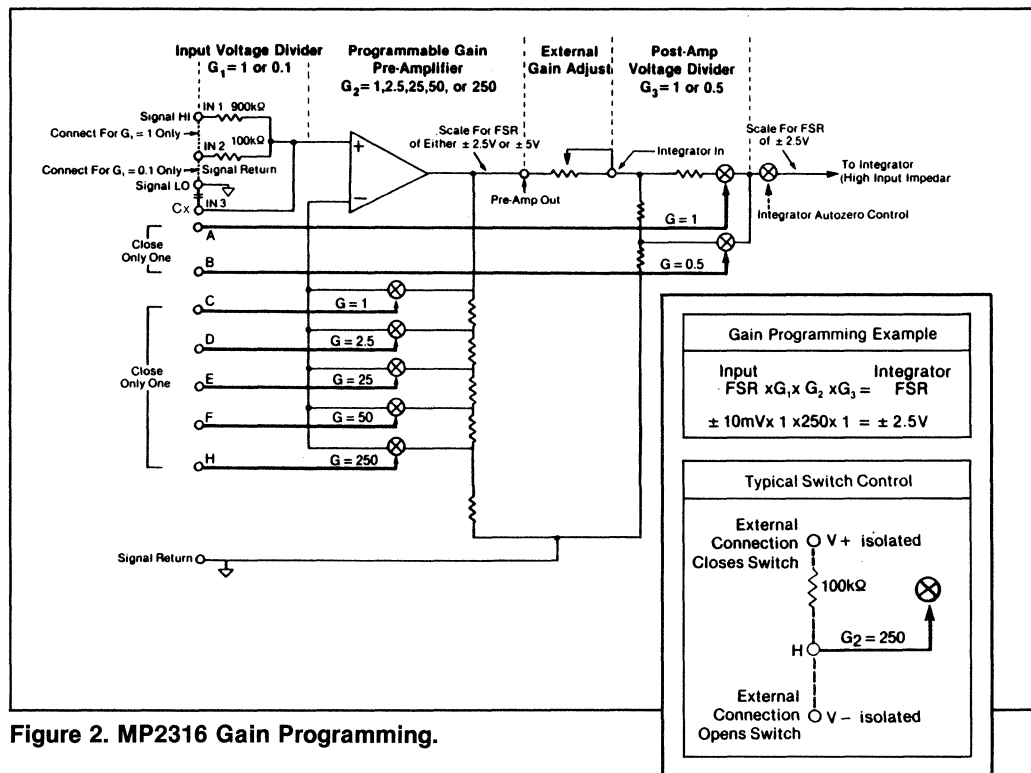 Input Voltage Divider
G₁ = 1 or 0.1
Programmable Gain
Pre-Amplifier
G₂ = 1,2.5,25,50, or 250
External
Gain Adjust
Post-Amp
Voltage Divider
G₃ = 1 or 0.5
Signal HI
IN 1 900kΩ
Connect For G₁ = 1 Only
IN 2 100kΩ
Connect For G₁ = 0.1 Only
Signal Return
Signal LO
Cx
IN 3
+
−
Scale For FSR
of Either ± 2.5V or ± 5V
Pre-Amp Out
Integrator In
Scale For FSR
of ± 2.5V
To Integrator
(High Input Impedar
Integrator Autozero Control
Close
Only One
A
G = 1
B
G = 0.5
Close
Only One
C
G = 1
D
G = 2.5
E
G = 25
F
G = 50
H
G = 250
Signal Return
Gain Programming Example
Input Integrator
FSR xG₁x G₂ xG₃ = FSR
± 10mVx 1 x250x 1 = ± 2.5V
Typical Switch Control
External
Connection
Closes Switch
V + isolated
100kΩ
H
G₂ = 250
External
Connection
Opens Switch
V − isolated
Figure 2. MP2316 Gain Programming.